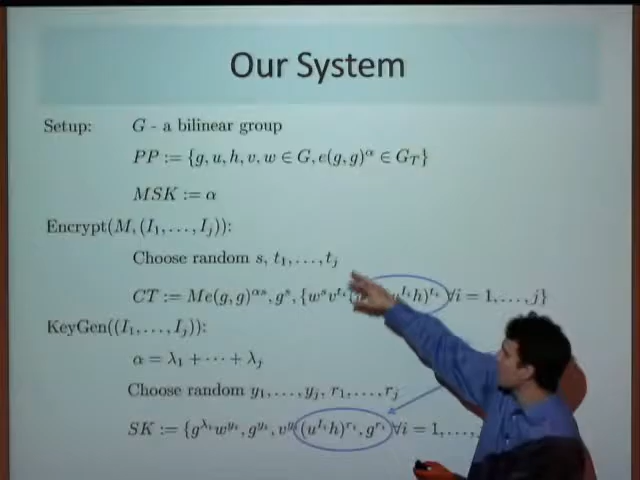 Our System
Setup: G - a bilinear group
PP := {g, u, h, v, w ∈ G, e(g, g)^α ∈ G_T}
MSK := α
Encrypt(M, (I_1, . . . , I_j)):
Choose random s, t_1, . . . , t_j
CT := Me(g, g)^{αs}, g^s, {w^s v^{t_i} u^{I_i}h)^{t_i} ∀i = 1, . . . , j}
KeyGen((I_1, . . . , I_j)):
α = λ_1 + · · · + λ_j
Choose random y_1, . . . , y_j, r_1, . . . , r_j
SK := {g^{λ_i}w^{y_i}, g^{y_i}, v^{y_i}(u^{I_i}h)^{r_i}, g^{r_i} ∀i = 1, . . . ,